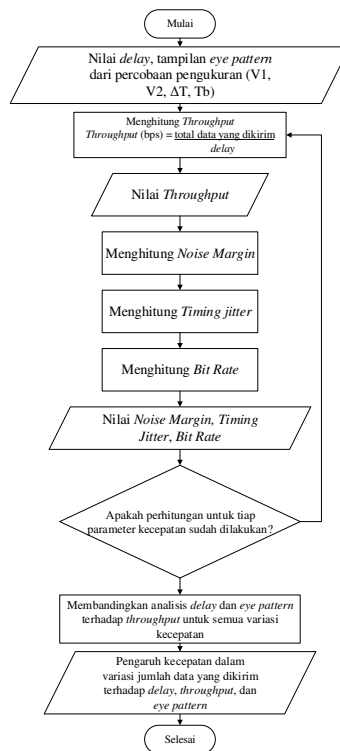 Mulai
Nilai delay, tampilan eye pattern
dari percobaan pengukuran (V1,
V2, ΔT, Tb)
Menghitung Throughput
Throughput (bps) = total data yang dikirim
delay
Nilai Throughput
Menghitung Noise Margin
Menghitung Timing jitter
Menghitung Bit Rate
Nilai Noise Margin, Timing
Jitter, Bit Rate
Apakah perhitungan untuk tiap
parameter kecepatan sudah dilakukan?
Membandingkan analisis delay dan eye pattern
terhadap throughput untuk semua variasi
kecepatan
Pengaruh kecepatan dalam
variasi jumlah data yang dikirim
terhadap delay, throughput, dan
eye pattern
Selesai